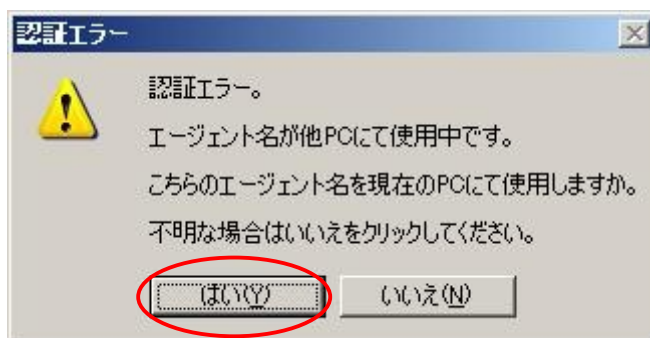 認証エラー
認証エラー。
エージェント名が他PCにて使用中です。
こちらのエージェント名を現在のPCにて使用しますか。
不明な場合はいいえをクリックしてください。
はい(Y) いいえ(N)